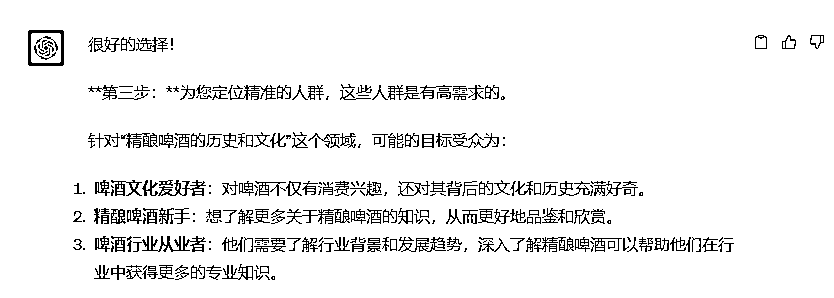 很好的选择！
**第三步：**为您定位精准的人群，这些人群是有高需求的。
针对“精酿啤酒的历史和文化”这个领域，可能的目标受众为：
1. 啤酒文化爱好者：对啤酒不仅有消费兴趣，还对其背后的文化和历史充满好奇。
2. 精酿啤酒新手：想了解更多关于精酿啤酒的知识，从而更好地品鉴和欣赏。
3. 啤酒行业从业者：他们需要了解行业背景和发展趋势，深入了解精酿啤酒可以帮助他们在行
业中获得更多的专业知识。